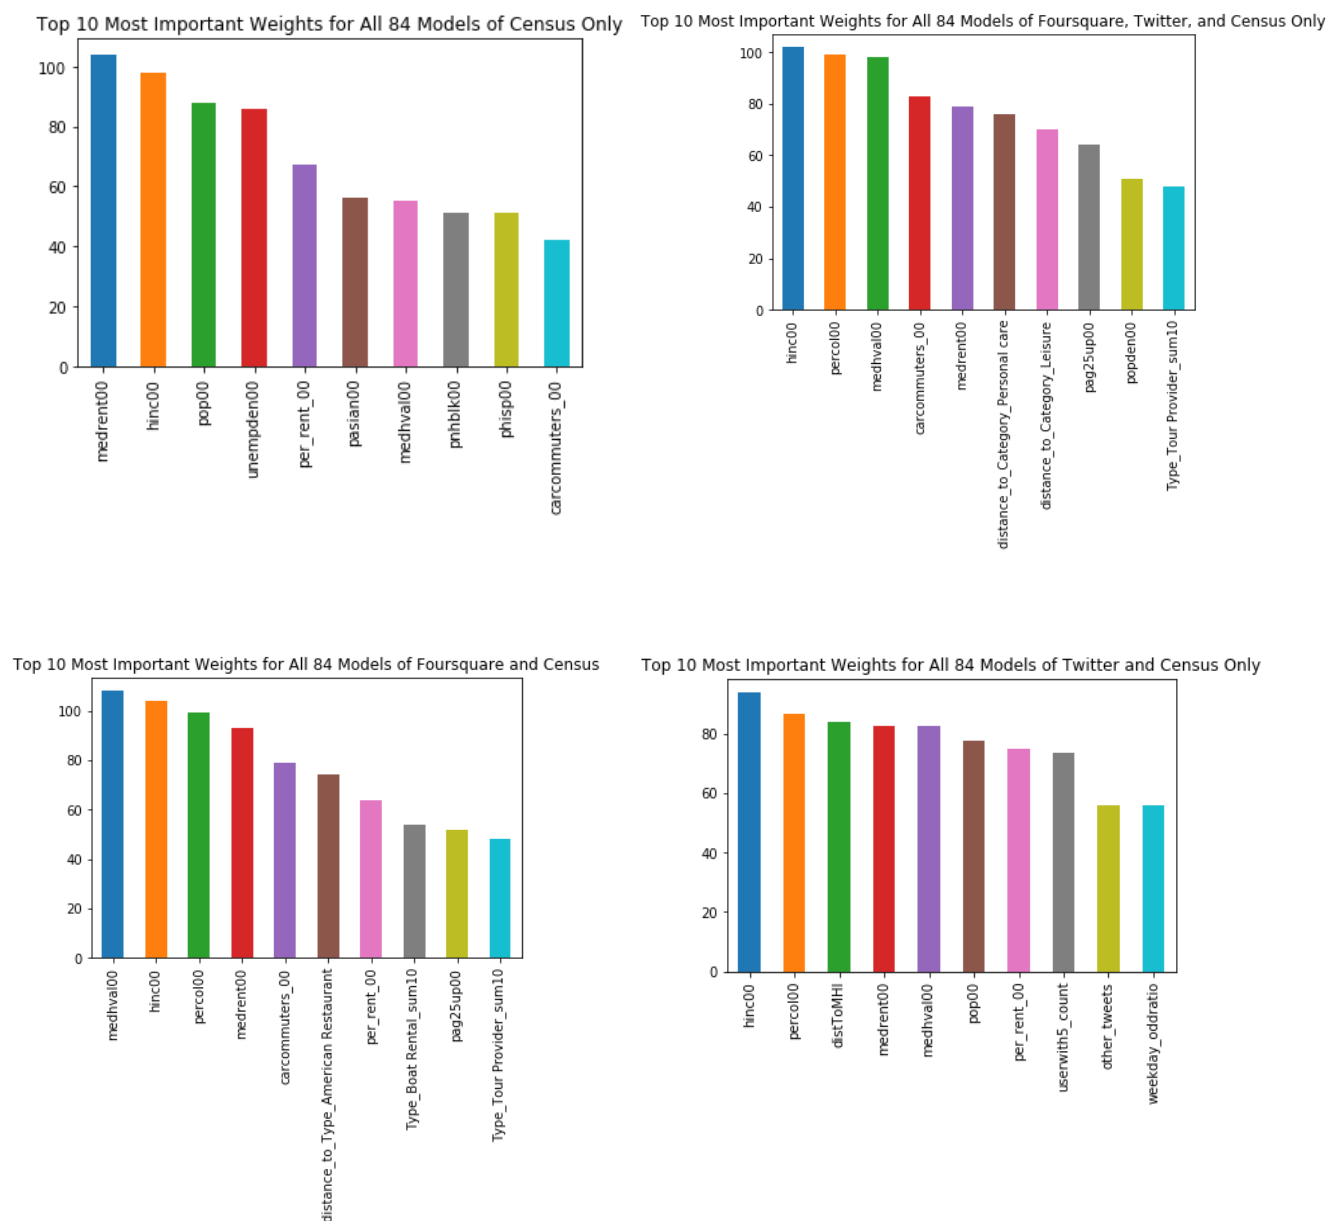 Top 10 Most Important Weights for All 84 Models of Census Only
100
80
60
40
20
0
medrent00
hinc00
pop00
unempden00
per_rent_00
pasian00
medhval00
pnhblk00
phisp00
carcommuters_00
Top 10 Most Important Weights for All 84 Models of Foursquare, Twitter, and Census Only
100
80
60
40
20
0
hinc00
percol00
medhval00
carcommuters_00
medrent00
distance_to_Category_Personal care
distance_to_Category_Leisure
pag25up00
popden00
Type_Tour Provider_sum10
Top 10 Most Important Weights for All 84 Models of Foursquare and Census
100
80
60
40
20
0
medhval00
hinc00
percol00
medrent00
carcommuters_00
distance_to_Type_American Restaurant
per_rent_00
Type_Boat Rental_sum10
pag25up00
Type_Tour Provider_sum10
Top 10 Most Important Weights for All 84 Models of Twitter and Census Only
80
60
40
20
0
hinc00
percol00
distToMHI
medrent00
medhval00
pop00
per_rent_00
userwith5_count
other_tweets
weekday_oddratio